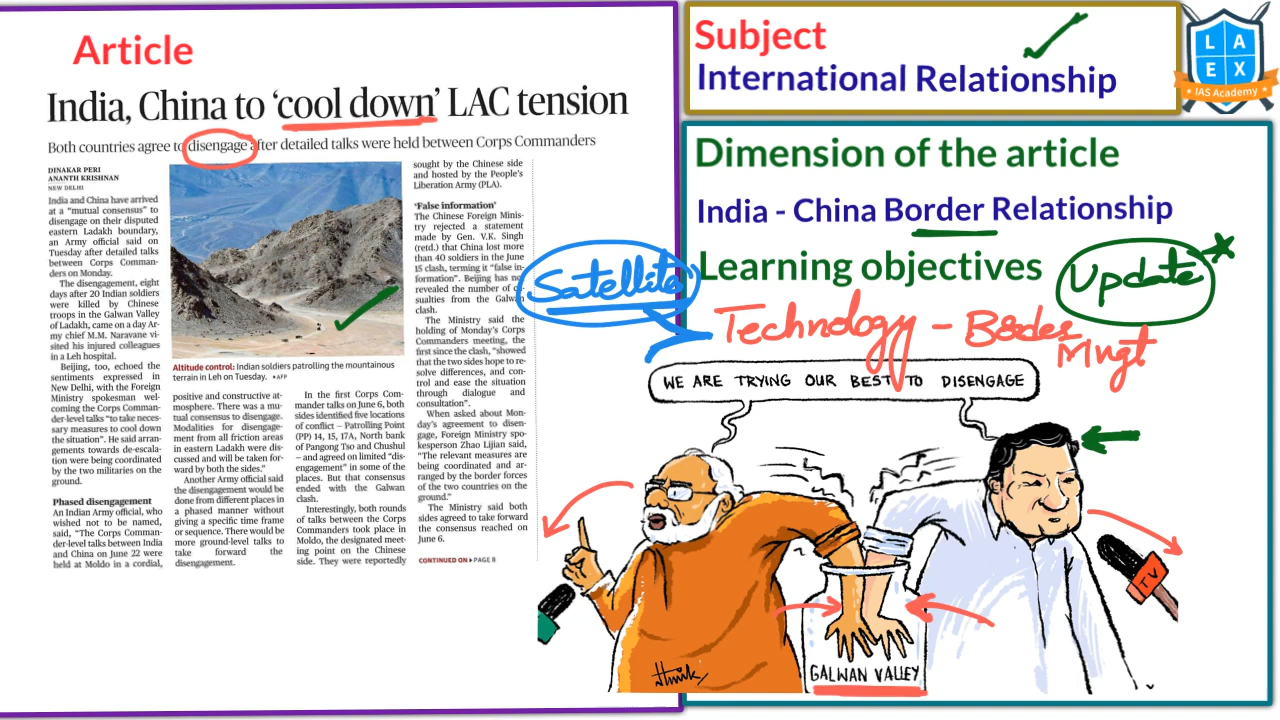 Article
India, China to ‘cool down’ LAC tension
Both countries agree to disengage after detailed talks were held between Corps Commanders
DINAKAR PERI
ANANTH KRISHNAN
NEW DELHI
India and China have arrived
at a “mutual consensus” to
disengage on their disputed
eastern Ladakh boundary,
an Army official said on
Tuesday after detailed talks
between Corps Comman-
ders on Monday.
The disengagement, eight
days after 20 Indian soldiers
were killed by Chinese
troops in the Galwan Valley
of Ladakh, came on a day Ar-
my chief M.M. Naravane vi-
sited his injured colleagues
in a Leh hospital.
Beijing, too, echoed the
sentiments expressed in
New Delhi, with the Foreign
Ministry spokesman wel-
coming the Corps Comman-
der-level talks “to take neces-
sary measures to cool down
the situation”. He said arran-
gements towards de-escala-
tion were being coordinated
by the two militaries on the
ground.
Phased disengagement
An Indian Army official, who
wished not to be named,
said, “The Corps Comman-
der-level talks between India
and China on June 22 were
held at Moldo in a cordial,
Altitude control: Indian soldiers patrolling the mountainous
terrain in Leh on Tuesday. ▪AFP
positive and constructive at-
mosphere. There was a mu-
tual consensus to disengage.
Modalities for disengage-
ment from all friction areas
in eastern Ladakh were dis-
cussed and will be taken for-
ward by both the sides.”
Another Army official said
the disengagement would be
done from different places in
a phased manner without
giving a specific time frame
or sequence. There would be
more ground-level talks to
take forward the
disengagement.
In the first Corps Com-
mander talks on June 6, both
sides identified five locations
of conflict – Patrolling Point
(PP) 14, 15, 17A, North bank
of Pangong Tso and Chushul
– and agreed on limited “dis-
engagement” in some of the
places. But that consensus
ended with the Galwan
clash.
Interestingly, both rounds
of talks between the Corps
Commanders took place in
Moldo, the designated meet-
ing point on the Chinese
side. They were reportedly
sought by the Chinese side
and hosted by the People’s
Liberation Army (PLA).
‘False information’
The Chinese Foreign Minis-
try rejected a statement
made by Gen. V.K. Singh
(retd.) that China lost more
than 40 soldiers in the June
15 clash, terming it “false in-
formation”. Beijing has not
revealed the number of ca-
sualties from the Galwan
clash.
The Ministry said the
holding of Monday’s Corps
Commanders meeting, the
first since the clash, “showed
that the two sides hope to re-
solve differences, and con-
trol and ease the situation
through dialogue and
consultation”.
When asked about Mon-
day’s agreement to disen-
gage, Foreign Ministry spo-
kesperson Zhao Lijian said,
“The relevant measures are
being coordinated and ar-
ranged by the border forces
of the two countries on the
ground.”
The Ministry said both
sides agreed to take forward
the consensus reached on
June 6.
CONTINUED ON ▸ PAGE 8
Subject
International Relationship
L A
E X
IAS Academy
Dimension of the article
India - China Border Relationship
Learning objectives
Update
Satellite
Technology - Border
Mngt
WE ARE TRYING OUR BEST TO DISENGAGE
TV
GALWAN VALLEY